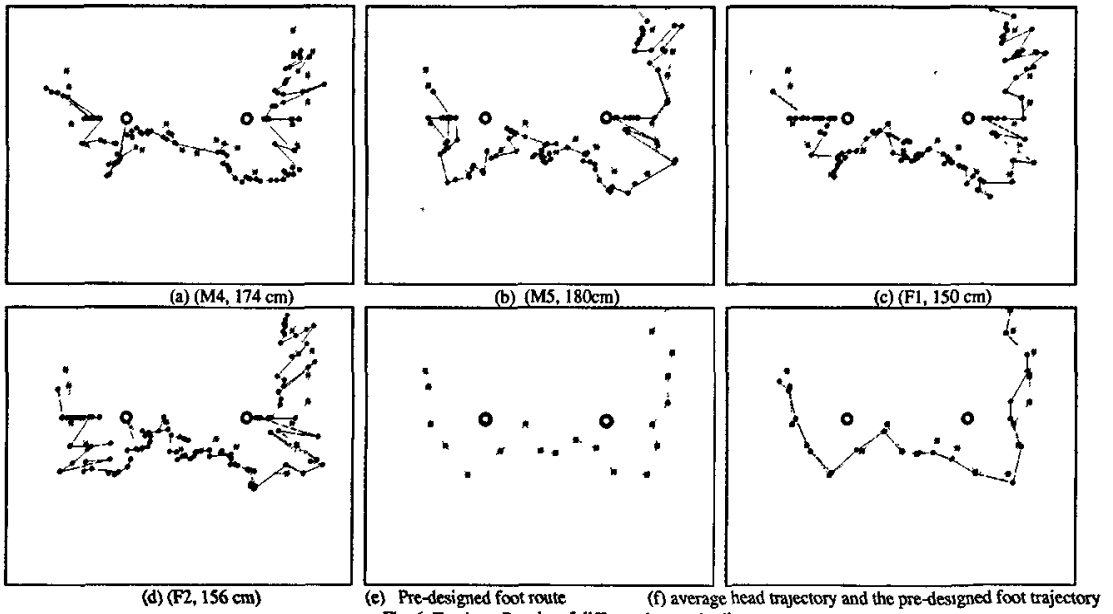 (a) (M4, 174 cm)
(b) (M5, 180cm)
(c) (F1, 150 cm)
(d) (F2, 156 cm)
(e) Pre-designed foot route
(f) average head trajectory and the pre-designed foot trajectory